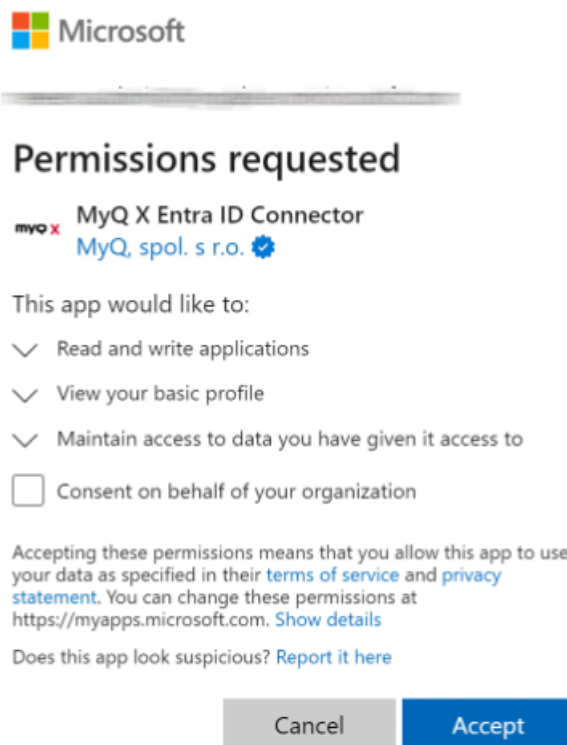 Microsoft
Permissions requested
myQ X
MyQ X Entra ID Connector
MyQ, spol. s r.o.
This app would like to:
Read and write applications
View your basic profile
Maintain access to data you have given it access to
Consent on behalf of your organization
Accepting these permissions means that you allow this app to use
your data as specified in their terms of service and privacy
statement. You can change these permissions at
https://myapps.microsoft.com. Show details
Does this app look suspicious? Report it here
Cancel
Accept